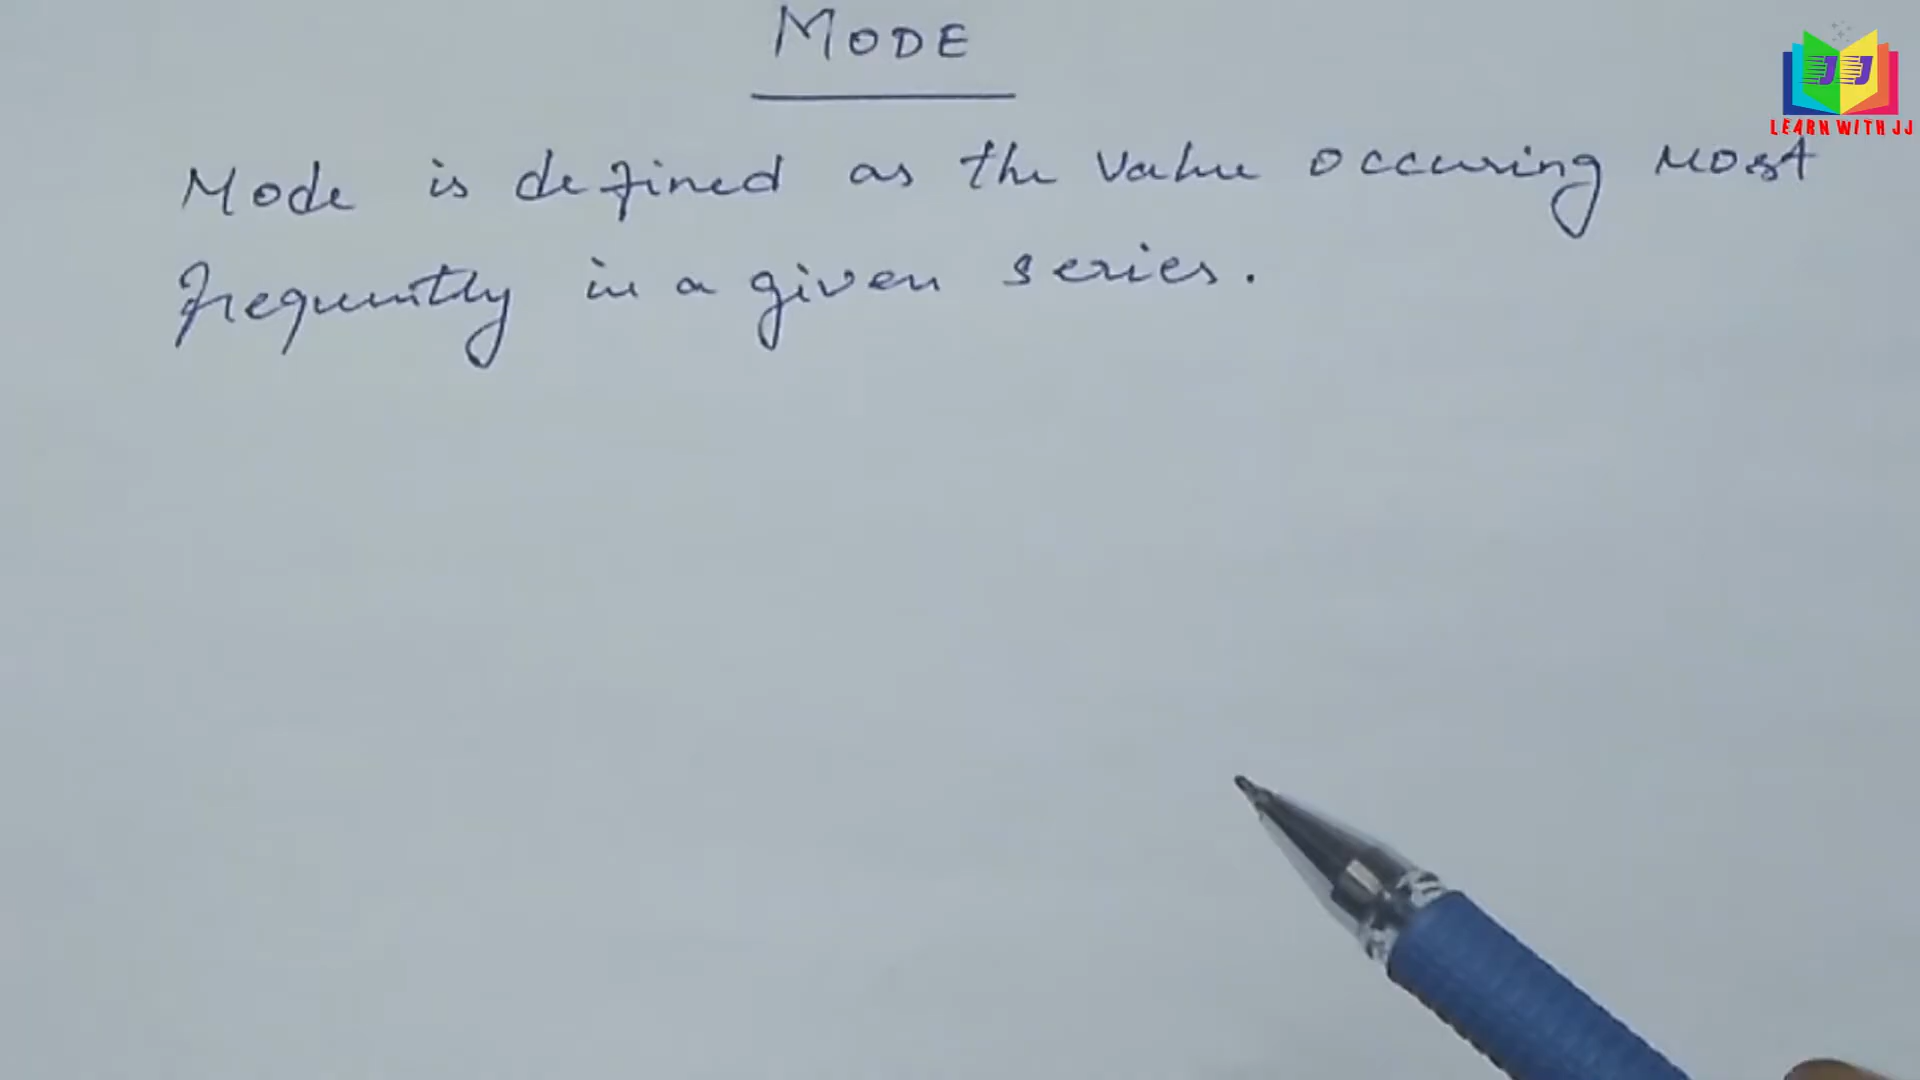 MODE
LEARN WITH JJ
Mode is defined as the value occuring most
frequently in a given series.